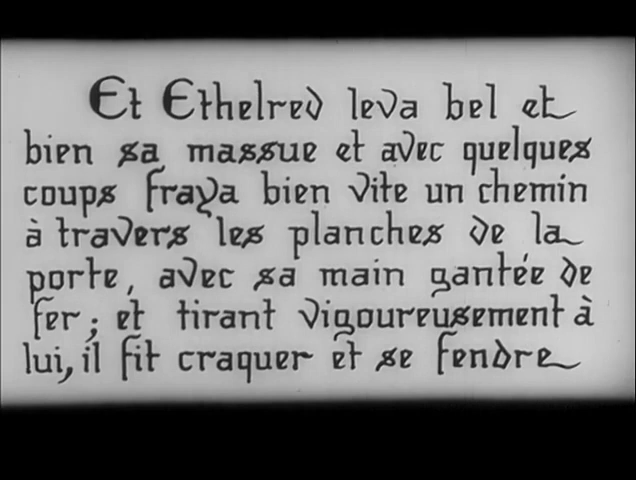 Et Ethelred leva bel et
bien sa massue et avec quelques
coups fraya bien vite un chemin
à travers les planches de la
porte, avec sa main gantée de
fer; et tirant vigoureusement à
lui, il fit craquer et se fendre